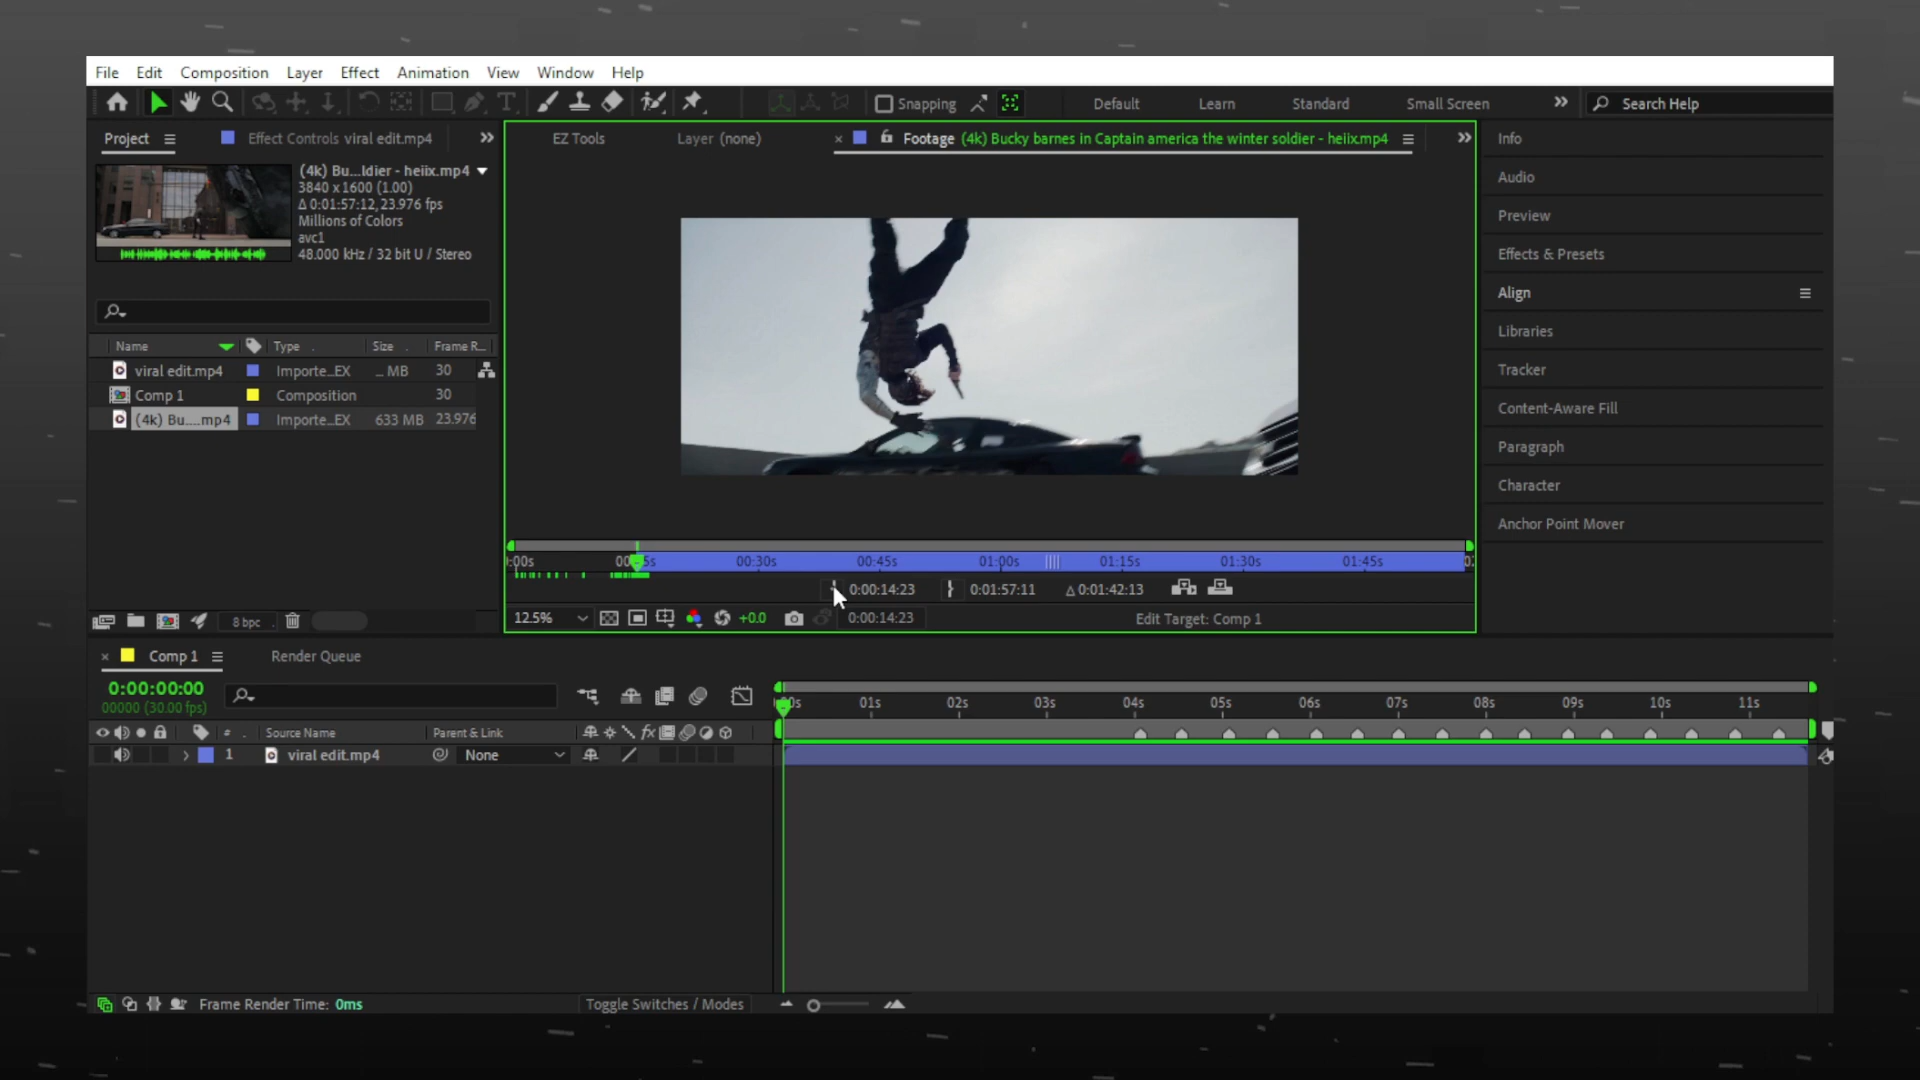 File Edit Composition Layer Effect Animation View Window Help
Snapping Default Learn Standard Small Screen Search Help
Project Effect Controls viral edit.mp4
EZ Tools Layer (none) Footage (4k) Bucky barnes in Captain america the winter soldier - heiix.mp4
(4k) Bu...ldier - heiix.mp4
3840 x 1600 (1.00)
Δ 0:01:57:12, 23.976 fps
Millions of Colors
avc1
48.000 kHz / 32 bit U / Stereo
Name Type Size Frame R...
viral edit.mp4 Importe...EX ... MB 30
Comp 1 Composition 30
(4k) Bu....mp4 Importe...EX 633 MB 23.976
8 bpc
:00s 00:30s 00:45s 01:00s 01:15s 01:30s 01:45s
0:00:14:23 0:01:57:11 Δ 0:01:42:13
12.5% +0.0 0:00:14:23 Edit Target: Comp 1
Info
Audio
Preview
Effects & Presets
Align
Libraries
Tracker
Content-Aware Fill
Paragraph
Character
Anchor Point Mover
Comp 1 Render Queue
0:00:00:00
00000 (30.00 fps)
01s 02s 03s 04s 05s 06s 07s 08s 09s 10s 11s
# Source Name Parent & Link fx
1 viral edit.mp4 None
Frame Render Time: 0ms Toggle Switches / Modes